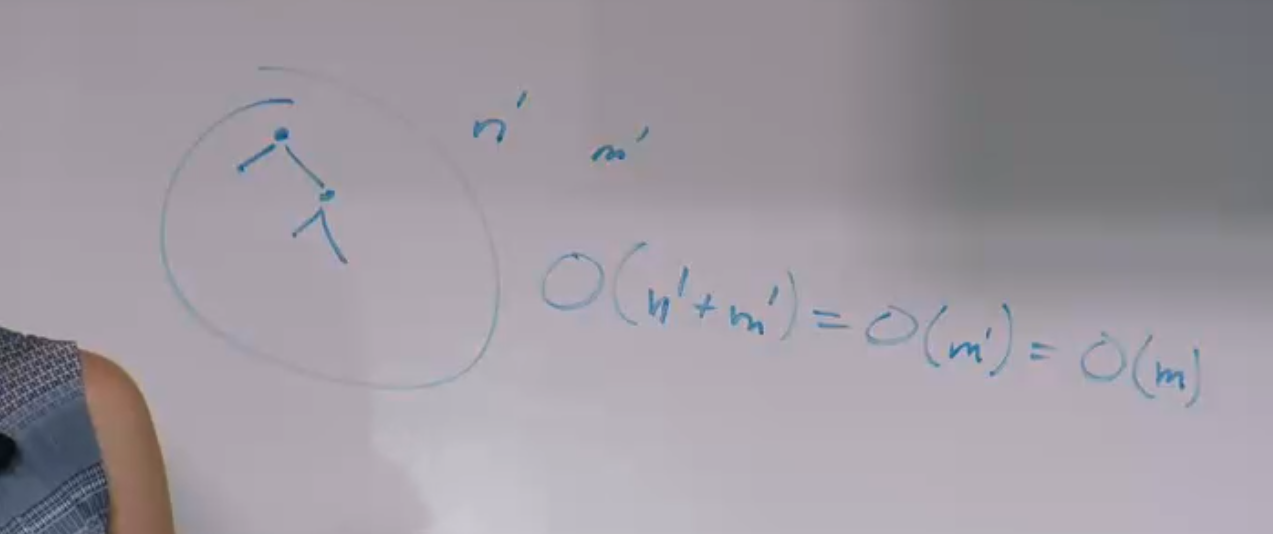 n' m'
O(n'+m') = O(m') = O(m)